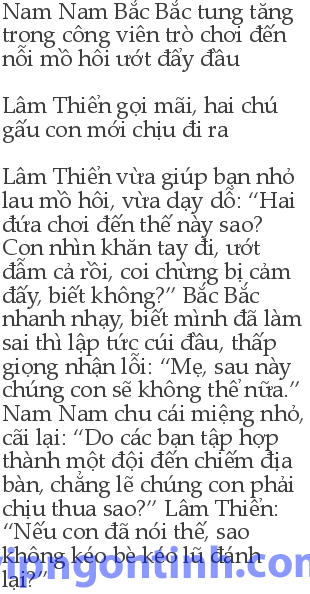 Nam Nam Bắc Bắc tung tăng
trong công viên trò chơi đến
nỗi mồ hôi ướt đẩy đầu
Lâm Thiển gọi mãi, hai chú
gấu con mới chịu đi ra
Lâm Thiển vừa giúp bạn nhỏ
lau mồ hôi, vừa dạy dỗ: “Hai
đứa chơi đến thế này sao?
Con nhìn khăn tay đi, ướt
đẫm cả rồi, coi chừng bị cảm
đấy, biết không?” Bắc Bắc
nhanh nhạy, biết mình đã làm
sai thì lập tức cúi đầu, thấp
giọng nhận lỗi: “Mẹ, sau này
chúng con sẽ không thể nữa.”
Nam Nam chu cái miệng nhỏ,
cãi lại: “Do các bạn tập hợp
thành một đội đến chiếm địa
bàn, chẳng lẽ chúng con phải
chịu thua sao?” Lâm Thiển:
“Nếu con đã nói thế, sao
không kéo bè kéo lũ đánh
lại?”
vipngontinh.com